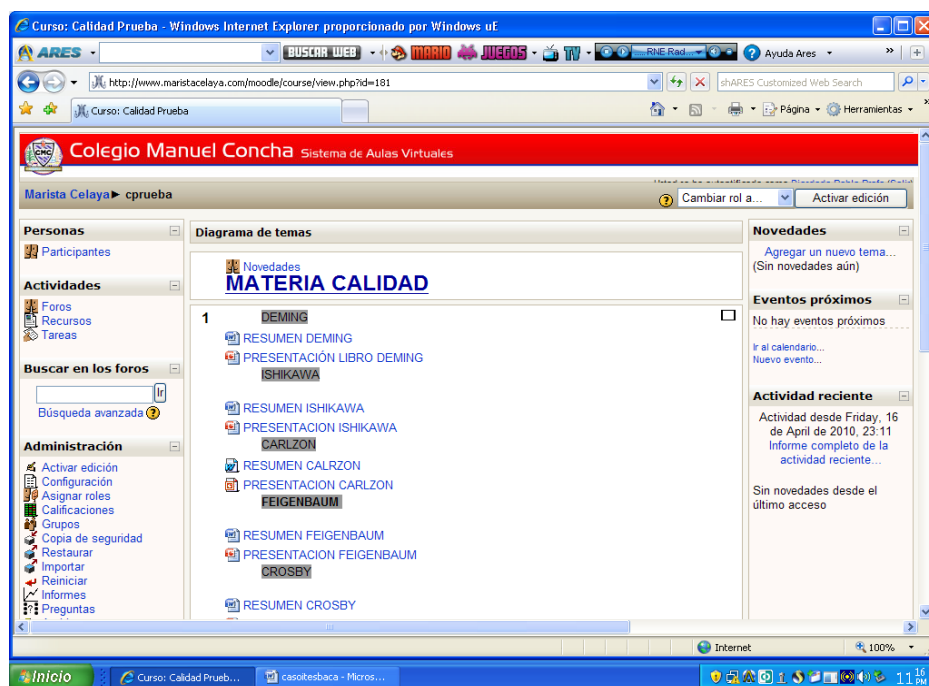 Curso: Calidad Prueba - Windows Internet Explorer proporcionado por Windows uE
ARES
BUSCAR WEB
MARIO
JUEGOS
TV
RNE Rad...
Ayuda Ares
http://www.maristacelaya.com/moodle/course/view.php?id=181
shARES Customized Web Search
Curso: Calidad Prueba
Página
Herramientas
CMC
Colegio Manuel Concha Sistema de Aulas Virtuales
Marista Celaya► cprueba
Cambiar rol a...
Activar edición
Personas
Participantes
Actividades
Foros
Recursos
Tareas
Buscar en los foros
Ir
Búsqueda avanzada
Administración
Activar edición
Configuración
Asignar roles
Calificaciones
Grupos
Copia de seguridad
Restaurar
Importar
Reiniciar
Informes
Preguntas
Diagrama de temas
Novedades
MATERIA CALIDAD
1
DEMING
RESUMEN DEMING
PRESENTACIÓN LIBRO DEMING
ISHIKAWA
RESUMEN ISHIKAWA
PRESENTACION ISHIKAWA
CARLZON
RESUMEN CALRZON
PRESENTACION CARLZON
FEIGENBAUM
RESUMEN FEIGENBAUM
PRESENTACION FEIGENBAUM
CROSBY
RESUMEN CROSBY
Novedades
Agregar un nuevo tema...
(Sin novedades aún)
Eventos próximos
No hay eventos próximos
Ir al calendario...
Nuevo evento...
Actividad reciente
Actividad desde Friday, 16
de April de 2010, 23:11
Informe completo de la
actividad reciente...
Sin novedades desde el
último acceso
Internet
100%
Inicio
Curso: Calidad Prueb...
casoitesbaca - Micros...
11:16 PM